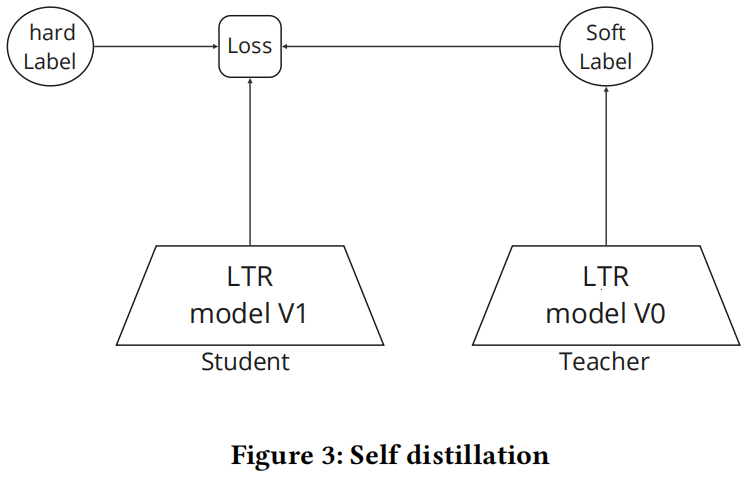 hard
Label
Loss
Soft
Label
LTR
model V1
Student
LTR
model V0
Teacher
Figure 3: Self distillation